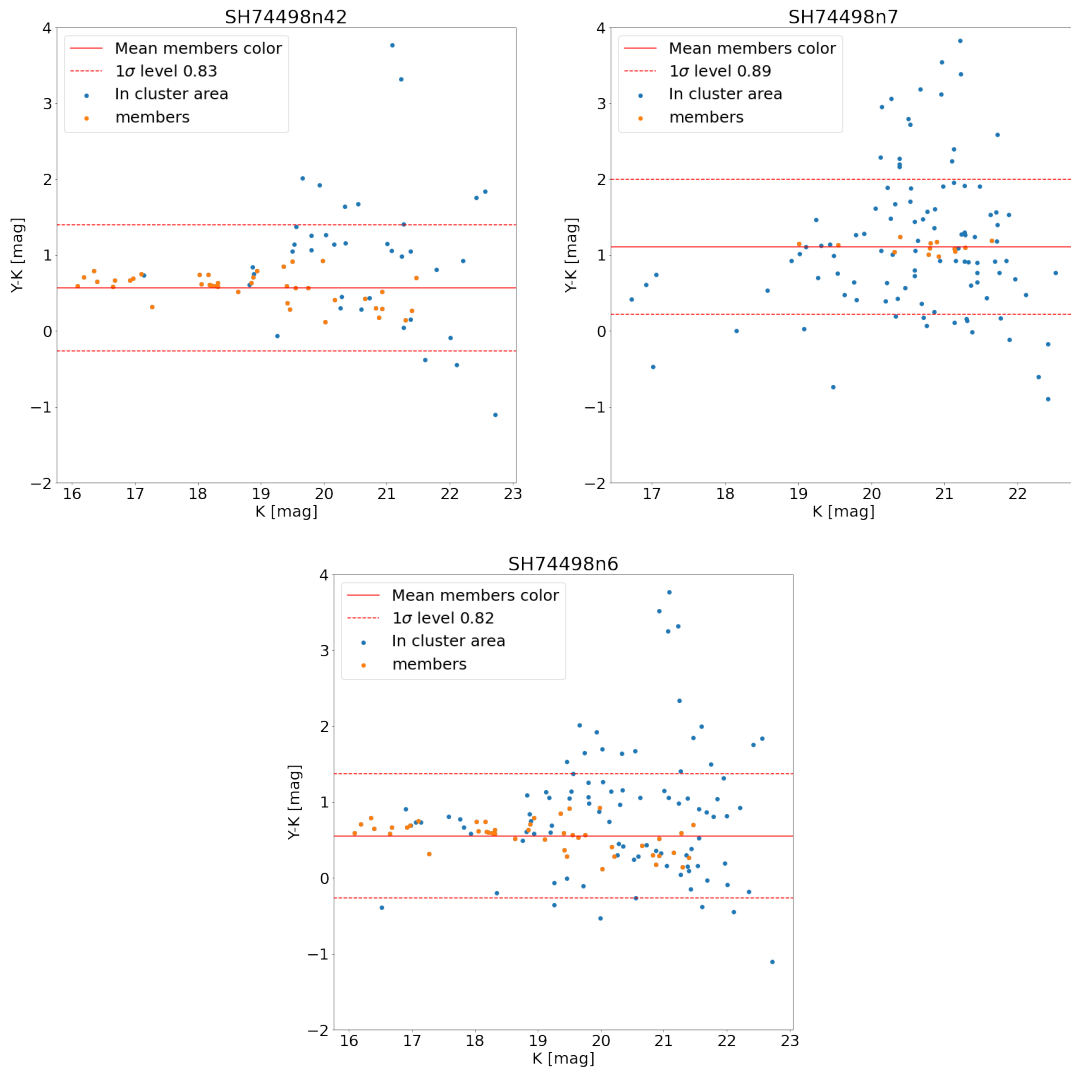 SH74498n42
4
3
2
1
0
−1
−2
Y-K [mag]
Mean members color
1σ level 0.83
In cluster area
members
16 17 18 19 20 21 22 23
K [mag]
SH74498n7
4
3
2
1
0
−1
−2
Y-K [mag]
Mean members color
1σ level 0.89
In cluster area
members
17 18 19 20 21 22
K [mag]
SH74498n6
4
3
2
1
0
−1
−2
Y-K [mag]
Mean members color
1σ level 0.82
In cluster area
members
16 17 18 19 20 21 22 23
K [mag]